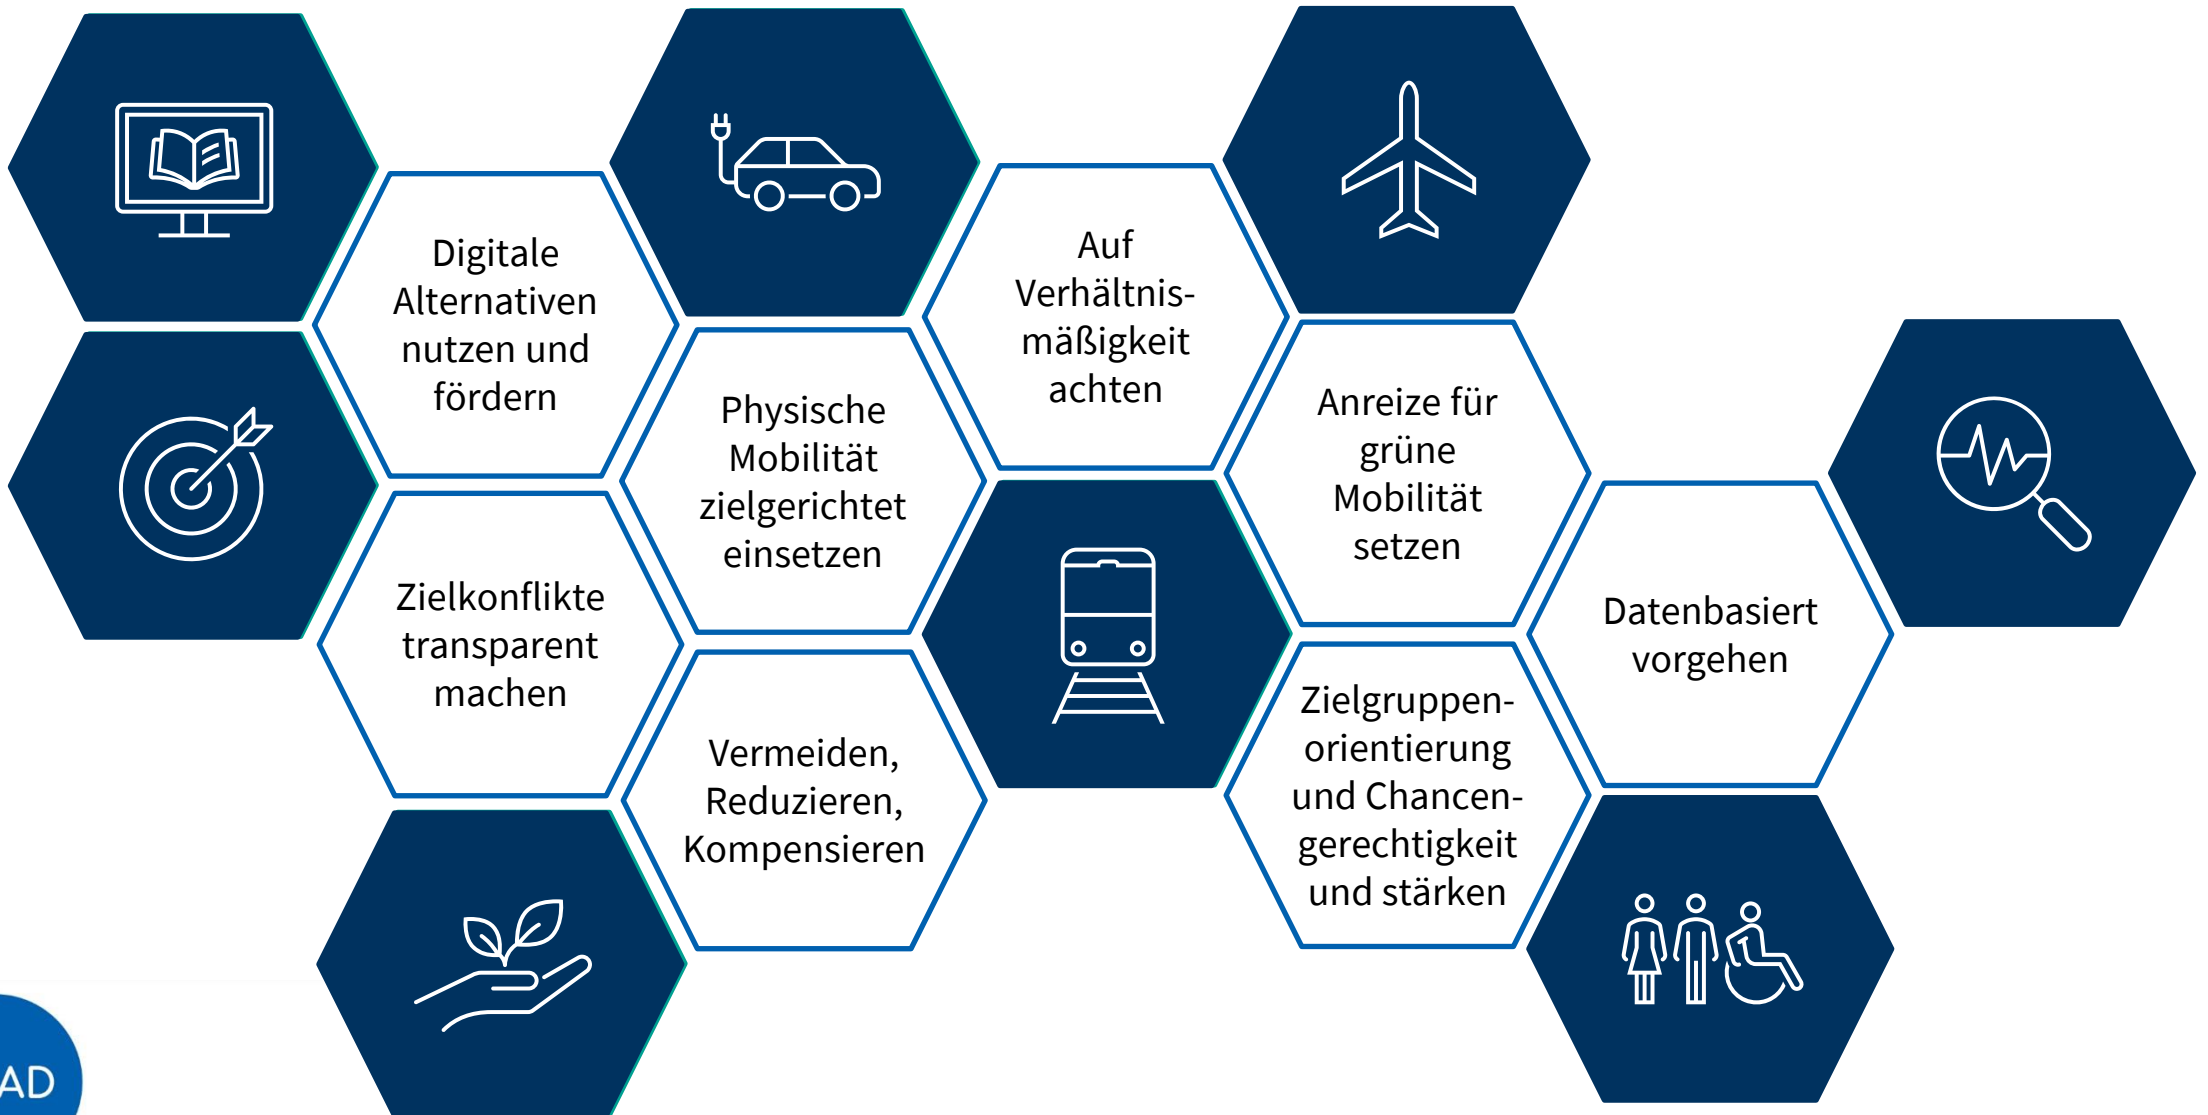 Digitale
Alternativen
nutzen und
fördern
Physische
Mobilität
zielgerichtet
einsetzen
Auf
Verhältnis-
mäßigkeit
achten
Anreize für
grüne
Mobilität
setzen
Zielkonflikte
transparent
machen
Vermeiden,
Reduzieren,
Kompensieren
Zielgruppen-
orientierung
und Chancen-
gerechtigkeit
und stärken
Datenbasiert
vorgehen
AD